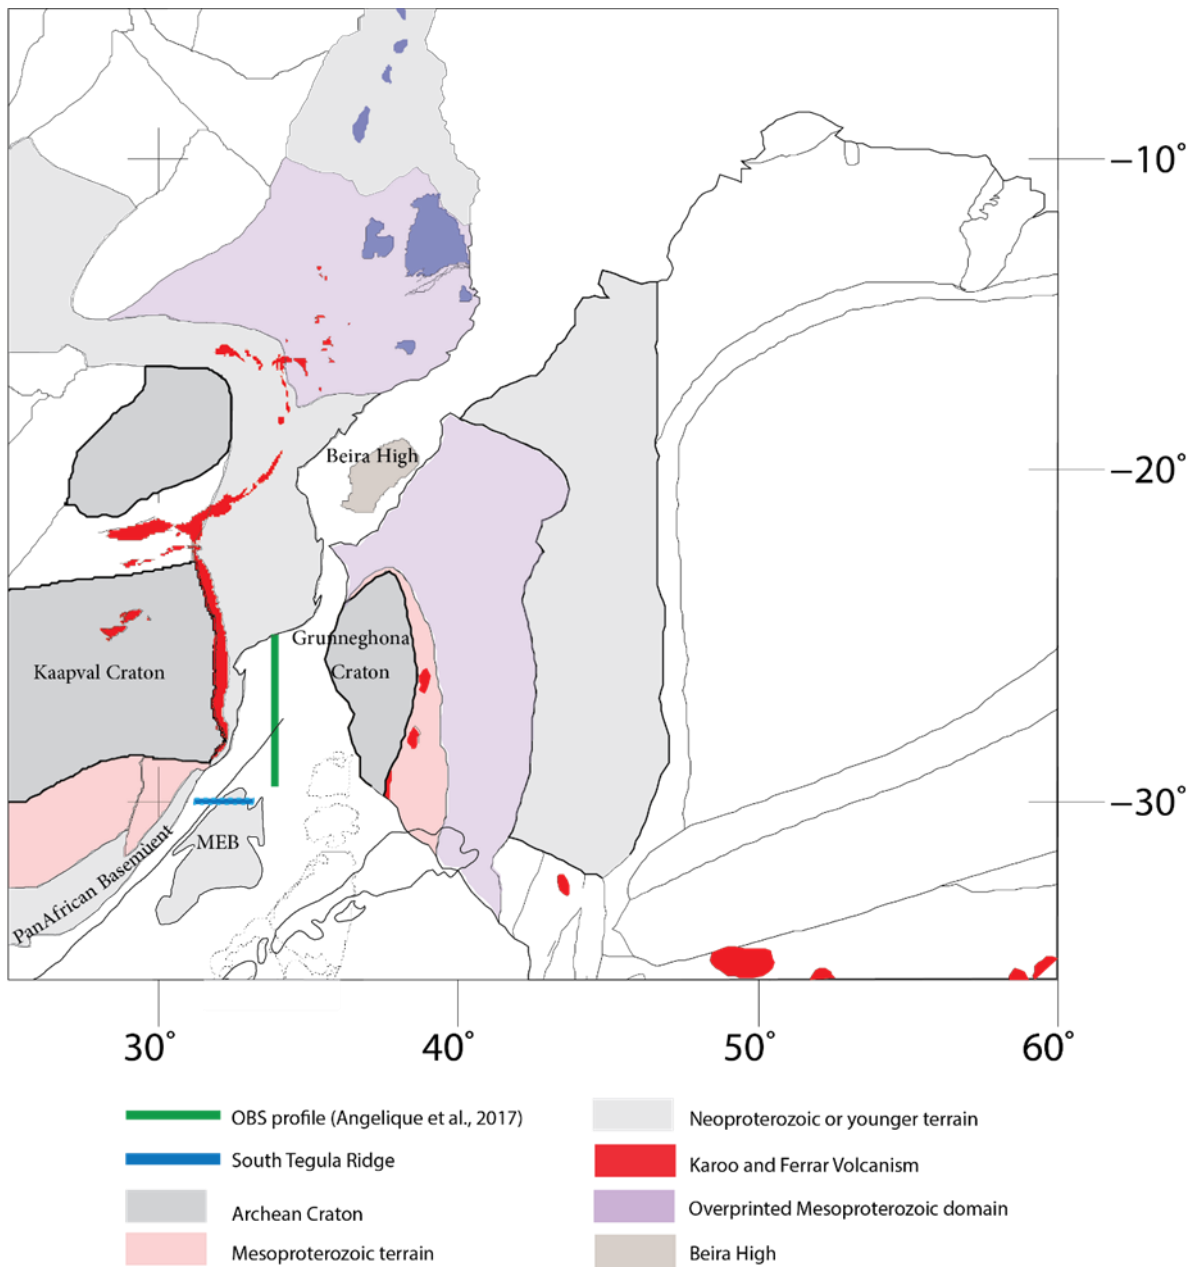 −10°
Beira High
−20°
Grunneghona
Craton
Kaapval Craton
−30°
MEB
PanAfrican Basemuent
30°
40°
50°
60°
OBS profile (Angelique et al., 2017)
South Tegula Ridge
Archean Craton
Mesoproterozoic terrain
Neoproterozoic or younger terrain
Karoo and Ferrar Volcanism
Overprinted Mesoproterozoic domain
Beira High